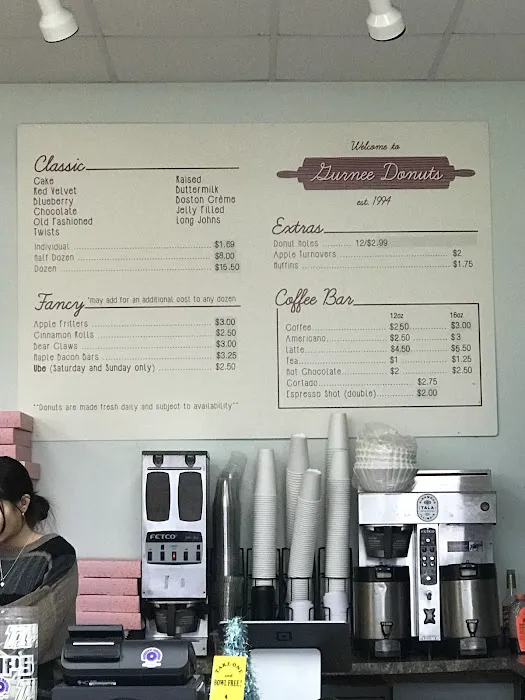 Welcome to
Gurnee Donuts
est. 1994
Classic
Cake
Red Velvet
Blueberry
Chocolate
Old Fashioned
Twists
Raised
Buttermilk
Boston Crème
Jelly Filled
Long Johns
Individual $1.69
Half Dozen $8.00
Dozen $15.50
Fancy *may add for an additional cost to any dozen
Apple Fritters $3.00
Cinnamon Rolls $2.50
Bear Claws $3.00
Maple Bacon Bars $3.25
Ube (Saturday and Sunday only) $2.50
**Donuts are made fresh daily and subject to availability**
Extras
Donut Holes 12/$2.99
Apple Turnovers $2
Muffins $1.75
Coffee Bar
12oz 16oz
Coffee $2.50 $3.00
Americano $2.50 $3
Latte $4.50 $5.50
Tea $1 $1.25
Hot Chocolate $2 $2.50
Cortado $2.75
Espresso Shot (double) $2.00
FETCO
TALA
TAKE ONE
and
BOWL FREE!